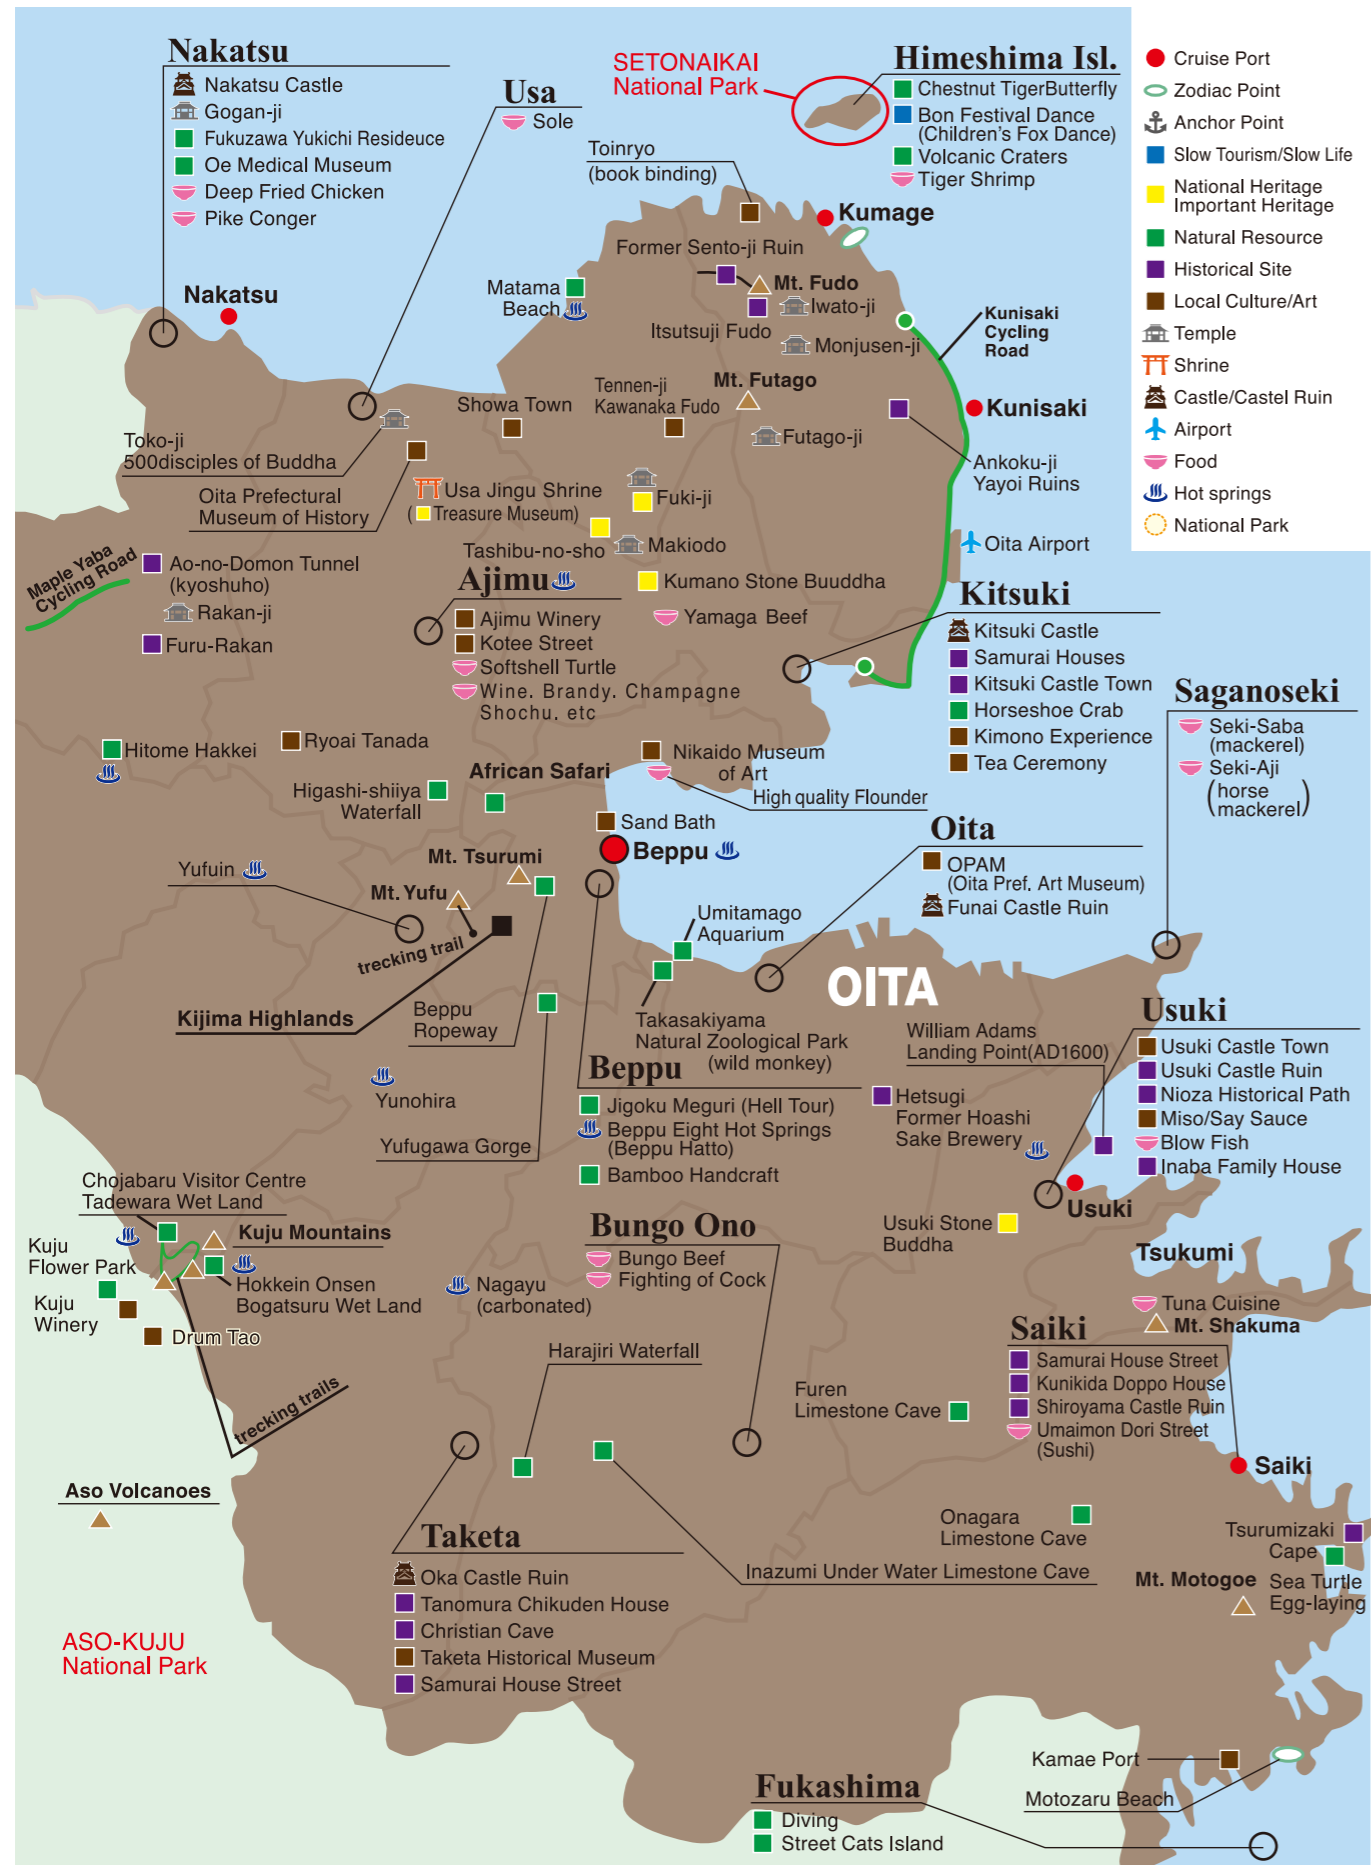 Nakatsu
Nakatsu Castle
Gogan-ji
Fukuzawa Yukichi Resideuce
Oe Medical Museum
Deep Fried Chicken
Pike Conger
Usa
Sole
SETONAIKAI
National Park
Himeshima Isl.
Chestnut TigerButterfly
Bon Festival Dance
(Children's Fox Dance)
Volcanic Craters
Tiger Shrimp
Cruise Port
Zodiac Point
Anchor Point
Slow Tourism/Slow Life
National Heritage
Important Heritage
Natural Resource
Historical Site
Local Culture/Art
Temple
Shrine
Castle/Castel Ruin
Airport
Food
Hot springs
National Park
Toinryo
(book binding)
Kumage
Former Sento-ji Ruin
Mt. Fudo
Iwato-ji
Itsutsuji Fudo
Monjusen-ji
Kunisaki
Cycling
Road
Matama
Beach
Nakatsu
Mt. Futago
Tennen-ji
Kawanaka Fudo
Showa Town
Kunisaki
Futago-ji
Toko-ji
500disciples of Buddha
Ankoku-ji
Yayoi Ruins
Oita Prefectural
Museum of History
Usa Jingu Shrine
(Treasure Museum)
Fuki-ji
Tashibu-no-sho
Makiodo
Oita Airport
Maple Yaba
Cycling Road
Ao-no-Domon Tunnel
(kyoshuho)
Rakan-ji
Furu-Rakan
Ajimu
Ajimu Winery
Kotee Street
Softshell Turtle
Wine. Brandy. Champagne
Shochu. etc
Kumano Stone Buuddha
Yamaga Beef
Kitsuki
Kitsuki Castle
Samurai Houses
Kitsuki Castle Town
Horseshoe Crab
Kimono Experience
Tea Ceremony
Saganoseki
Seki-Saba
(mackerel)
Seki-Aji
(horse
mackerel)
Hitome Hakkei
Ryoai Tanada
African Safari
Higashi-shiiya
Waterfall
Nikaido Museum
of Art
High quality Flounder
Sand Bath
Beppu
Oita
OPAM
(Oita Pref. Art Museum)
Funai Castle Ruin
Yufuin
Mt. Tsurumi
Mt. Yufu
trecking trail
Umitamago
Aquarium
OITA
Kijima Highlands
Beppu
Ropeway
Takasakiyama
Natural Zoological Park
(wild monkey)
William Adams
Landing Point(AD1600)
Usuki
Usuki Castle Town
Usuki Castle Ruin
Nioza Historical Path
Miso/Say Sauce
Blow Fish
Inaba Family House
Beppu
Jigoku Meguri (Hell Tour)
Beppu Eight Hot Springs
(Beppu Hatto)
Bamboo Handcraft
Yunohira
Yufugawa Gorge
Hetsugi
Former Hoashi
Sake Brewery
Usuki
Usuki Stone
Buddha
Chojabaru Visitor Centre
Tadewara Wet Land
Kuju Mountains
Kuju
Flower Park
Hokkein Onsen
Bogatsuru Wet Land
Kuju
Winery
Drum Tao
Nagayu
(carbonated)
Bungo Ono
Bungo Beef
Fighting of Cock
Tsukumi
Tuna Cuisine
Mt. Shakuma
Saiki
Samurai House Street
Kunikida Doppo House
Shiroyama Castle Ruin
Umaimon Dori Street
(Sushi)
Harajiri Waterfall
Furen
Limestone Cave
trecking trails
Saiki
Aso Volcanoes
Onagara
Limestone Cave
Tsurumizaki
Cape
Taketa
Oka Castle Ruin
Tanomura Chikuden House
Christian Cave
Taketa Historical Museum
Samurai House Street
Inazumi Under Water Limestone Cave
Mt. Motogoe
Sea Turtle
Egg-laying
ASO-KUJU
National Park
Kamae Port
Motozaru Beach
Fukashima
Diving
Street Cats Island